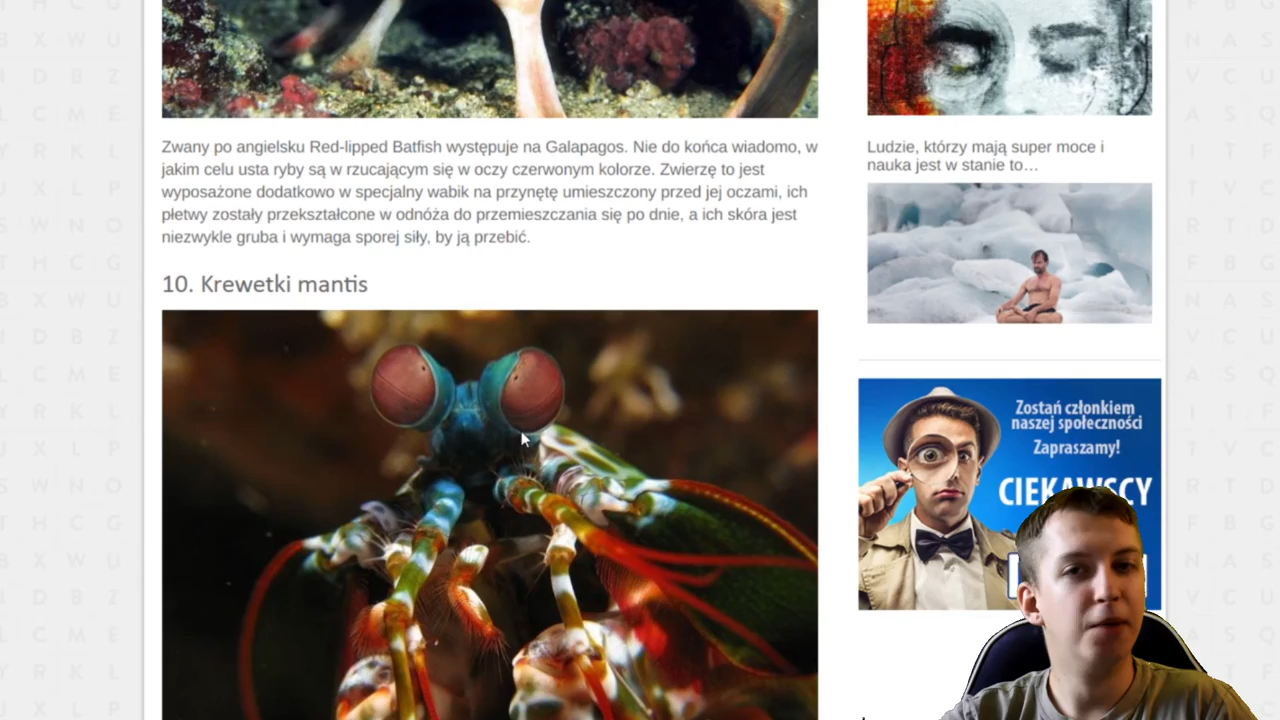 Zwany po angielsku Red-lipped Batfish występuje na Galapagos. Nie do końca wiadomo, w
jakim celu usta ryby są w rzucającym się w oczy czerwonym kolorze. Zwierzę to jest
wyposażone dodatkowo w specjalny wabik na przynętę umieszczony przed jej oczami, ich
płetwy zostały przekształcone w odnóża do przemieszczania się po dnie, a ich skóra jest
niezwykle gruba i wymaga sporej siły, by ją przebić.
10. Krewetki mantis
Ludzie, którzy mają super moce i
nauka jest w stanie to…
Zostań członkiem
naszej społeczności
Zapraszamy!
CIEKAWSCY